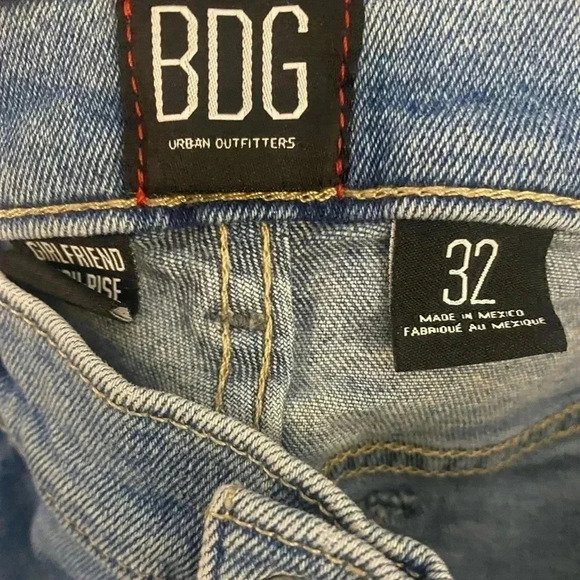 BDG
URBAN OUTFITTERS
GIRLFRIEND
RISE
32
MADE IN MEXICO
FABRIQUÉ AU MEXIQUE